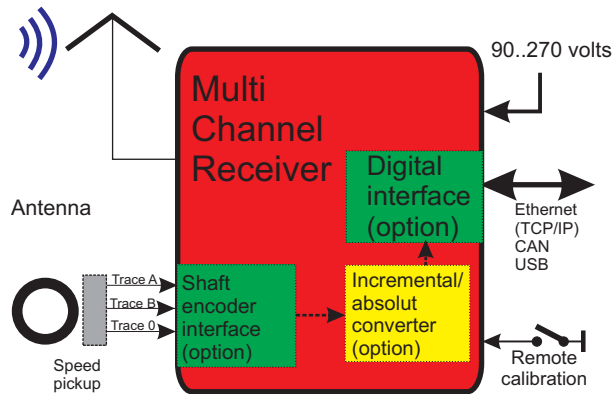 90..270 volts
Multi
Channel
Receiver
Digital
interface
(option)
Ethernet
(TCP/IP)
CAN
USB
Antenna
Trace A
Trace B
Trace 0
Speed
pickup
Shaft
encoder
interface
(option)
Incremental/
absolut
converter
(option)
Remote
calibration